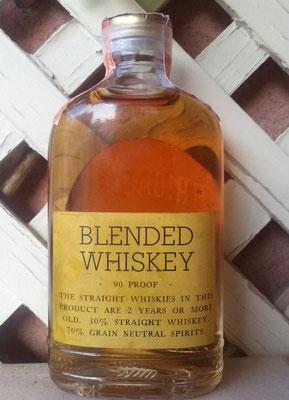 BLENDED
WHISKEY
· 90 PROOF ·
THE STRAIGHT WHISKIES IN THIS
PRODUCT ARE 2 YEARS OR MORE
OLD. 30% STRAIGHT WHISKEY.
70% GRAIN NEUTRAL SPIRITS.